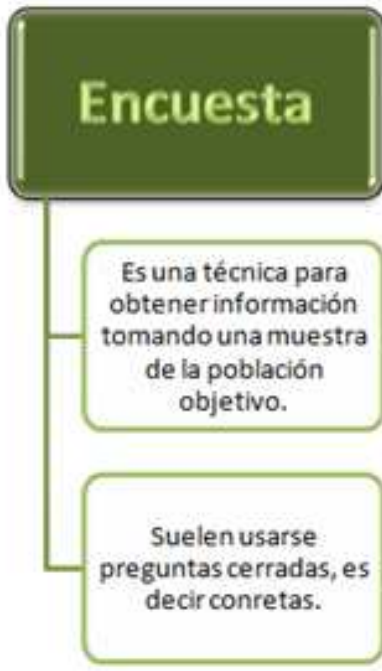 Encuesta
Es una técnica para
obtener información
tomando una muestra
de la población
objetivo.
Suelen usarse
preguntas cerradas, es
decir conretas.